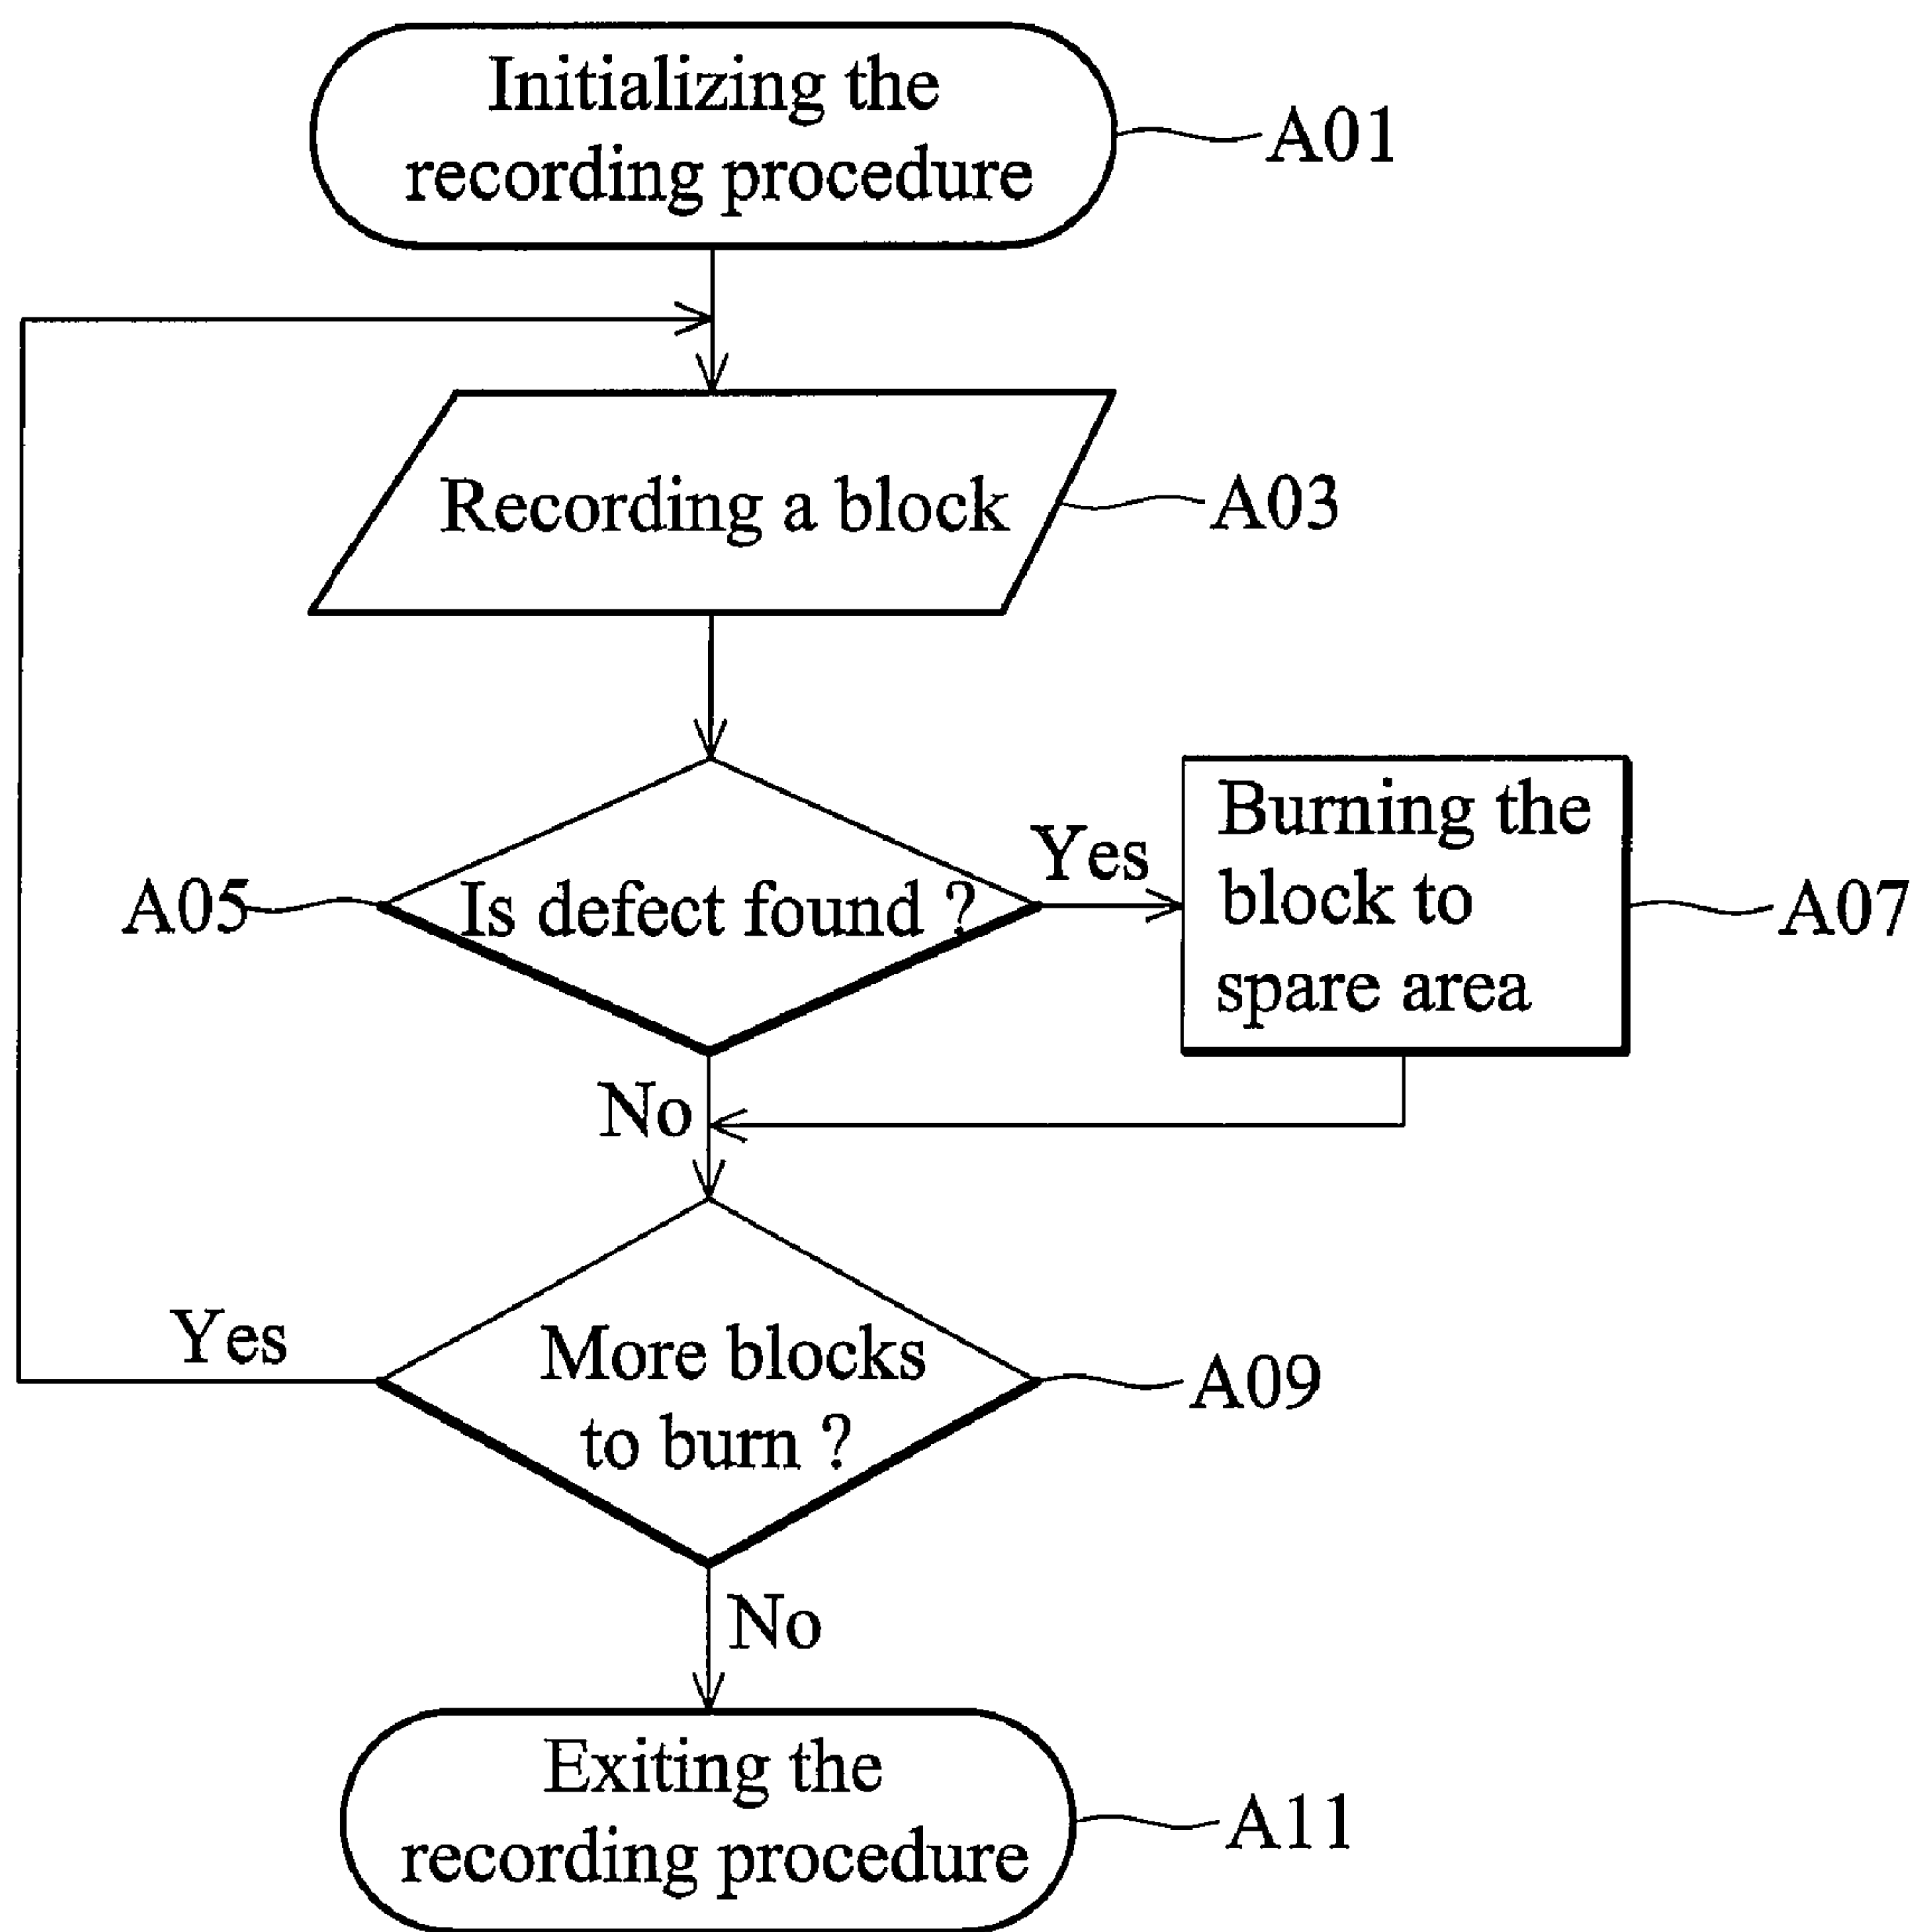 Initializing the
recording procedure
A01
Recording a block
A03
A05
Is defect found ?
Yes
Burning the
block to
spare area
A07
No
Yes
More blocks
to burn ?
A09
No
Exiting the
recording procedure
A11